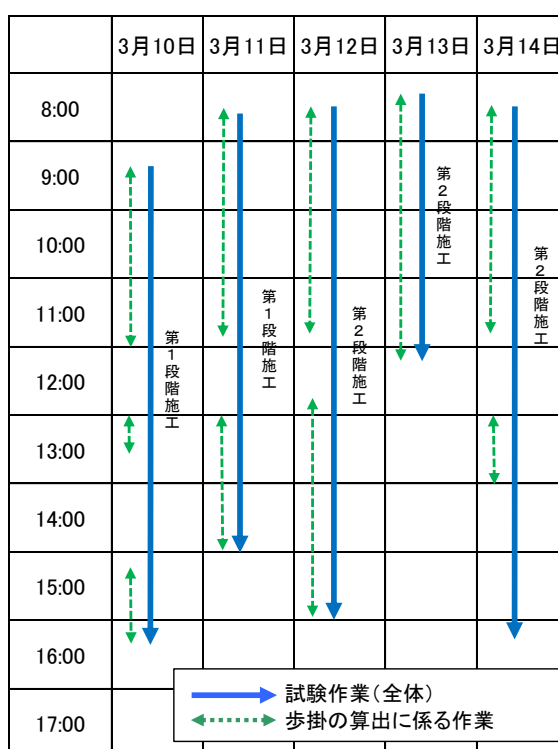 3月10日 3月11日 3月12日 3月13日 3月14日
8:00
9:00
10:00
11:00
12:00
13:00
14:00
15:00
16:00
17:00
第1段階施工
第1段階施工
第2段階施工
第2段階施工
第2段階施工
試験作業(全体)
歩掛の算出に係る作業